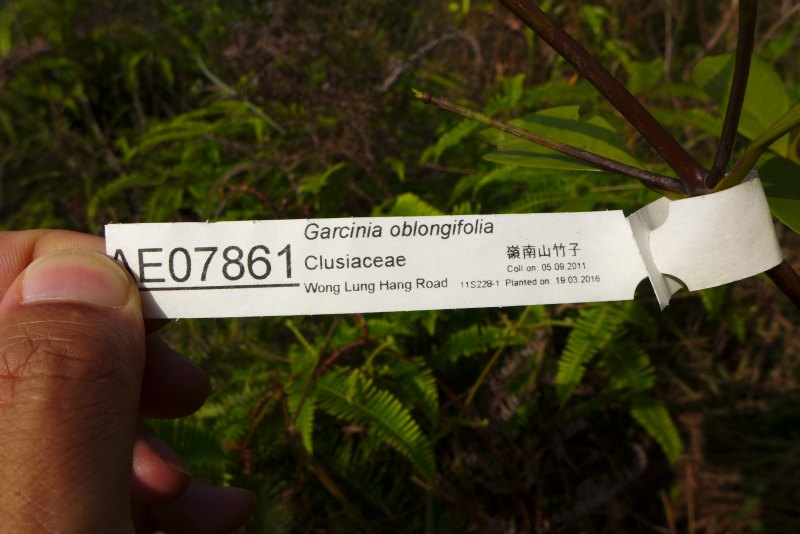 AE07861
Garcinia oblongifolia
Clusiaceae
嶺南山竹子
Coll on: 05.09.2011
Wong Lung Hang Road 11S228-1 Planted on 19.03.2016